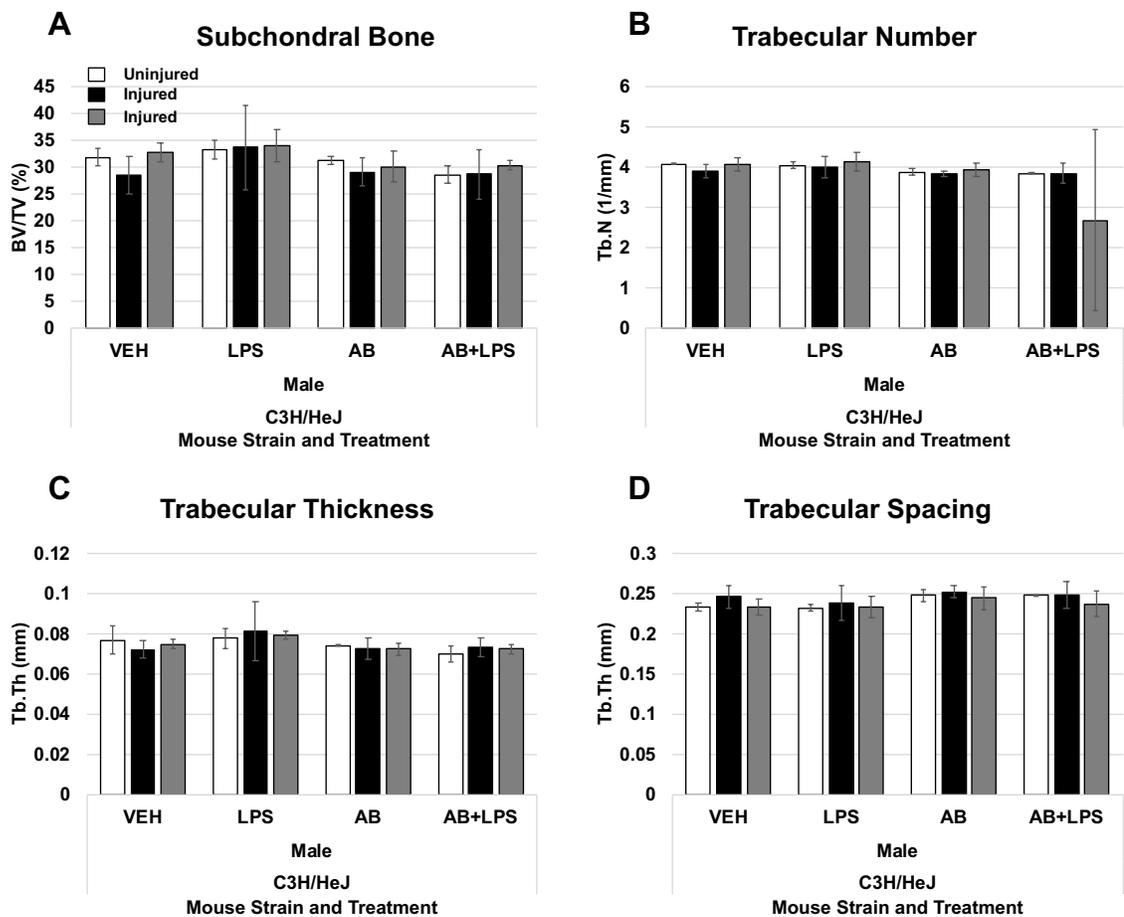 A
Subchondral Bone
Uninjured
Injured
Injured
BV/TV (%)
45
40
35
30
25
20
15
10
5
0
VEH LPS AB AB+LPS
Male
C3H/HeJ
Mouse Strain and Treatment
B
Trabecular Number
Tb.N (1/mm)
6
5
4
3
2
1
0
VEH LPS AB AB+LPS
Male
C3H/HeJ
Mouse Strain and Treatment
C
Trabecular Thickness
Tb.Th (mm)
0.12
0.1
0.08
0.06
0.04
0.02
0
VEH LPS AB AB+LPS
Male
C3H/HeJ
Mouse Strain and Treatment
D
Trabecular Spacing
Tb.Th (mm)
0.3
0.25
0.2
0.15
0.1
0.05
0
VEH LPS AB AB+LPS
Male
C3H/HeJ
Mouse Strain and Treatment